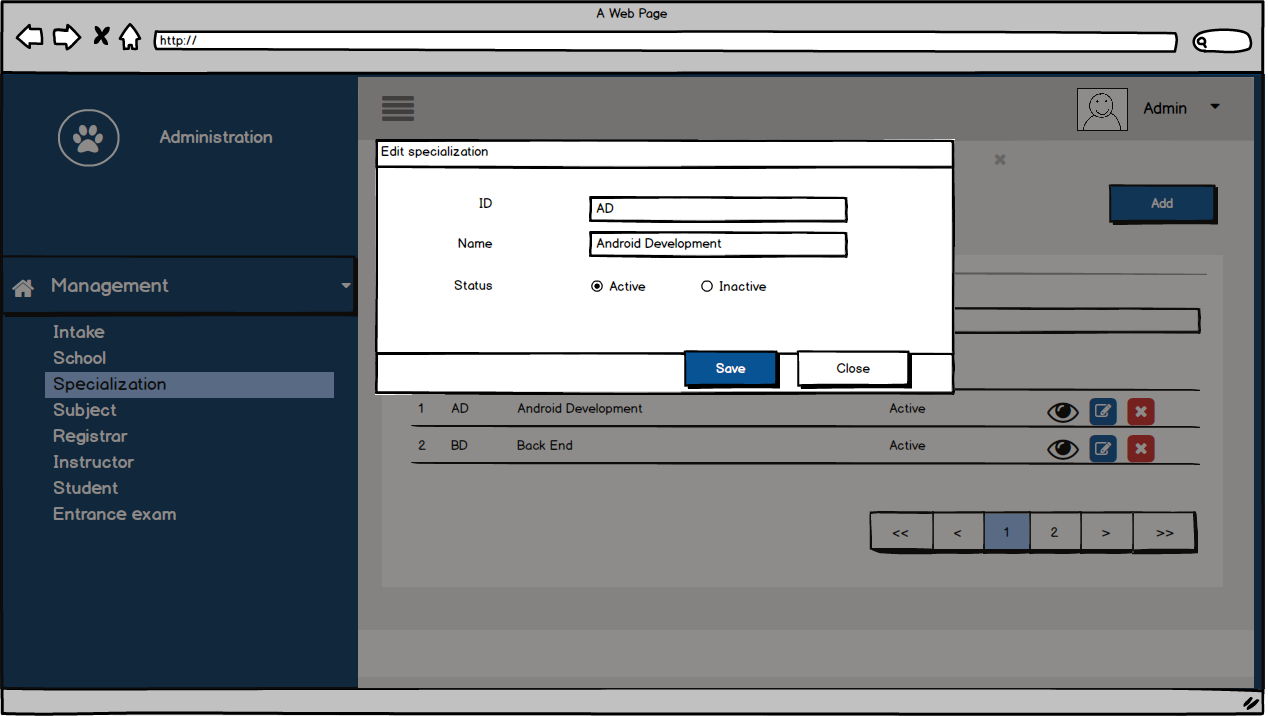 A Web Page
http://
Administration
Admin
Edit specialization
ID
AD
Add
Name
Android Development
Management
Status
Active
Inactive
Intake
School
Specialization
Subject
Registrar
Instructor
Student
Entrance exam
Save
Close
1 AD Android Development Active
2 BD Back End Active
<< < 1 2 > >>